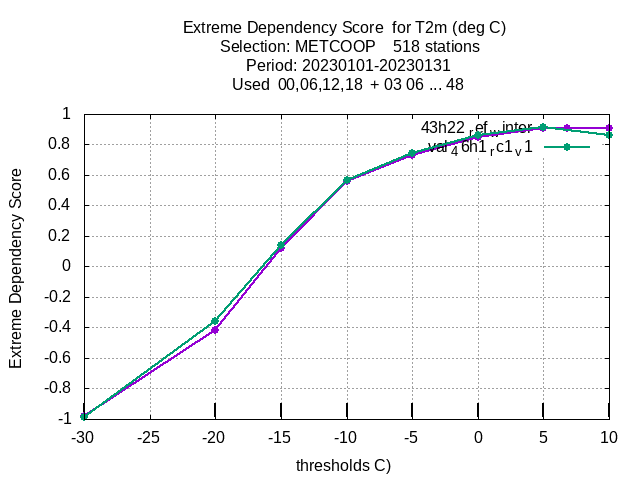 Extreme Dependency Score for T2m (deg C)
Selection: METCOOP 518 stations
Period: 20230101-20230131
Used 00,06,12,18 + 03 06 ... 48
43h22_ref_winter
val_46h1_rc1_v1
Extreme Dependency Score
1
0.8
0.6
0.4
0.2
0
-0.2
-0.4
-0.6
-0.8
-1
-30 -25 -20 -15 -10 -5 0 5 10
thresholds C)